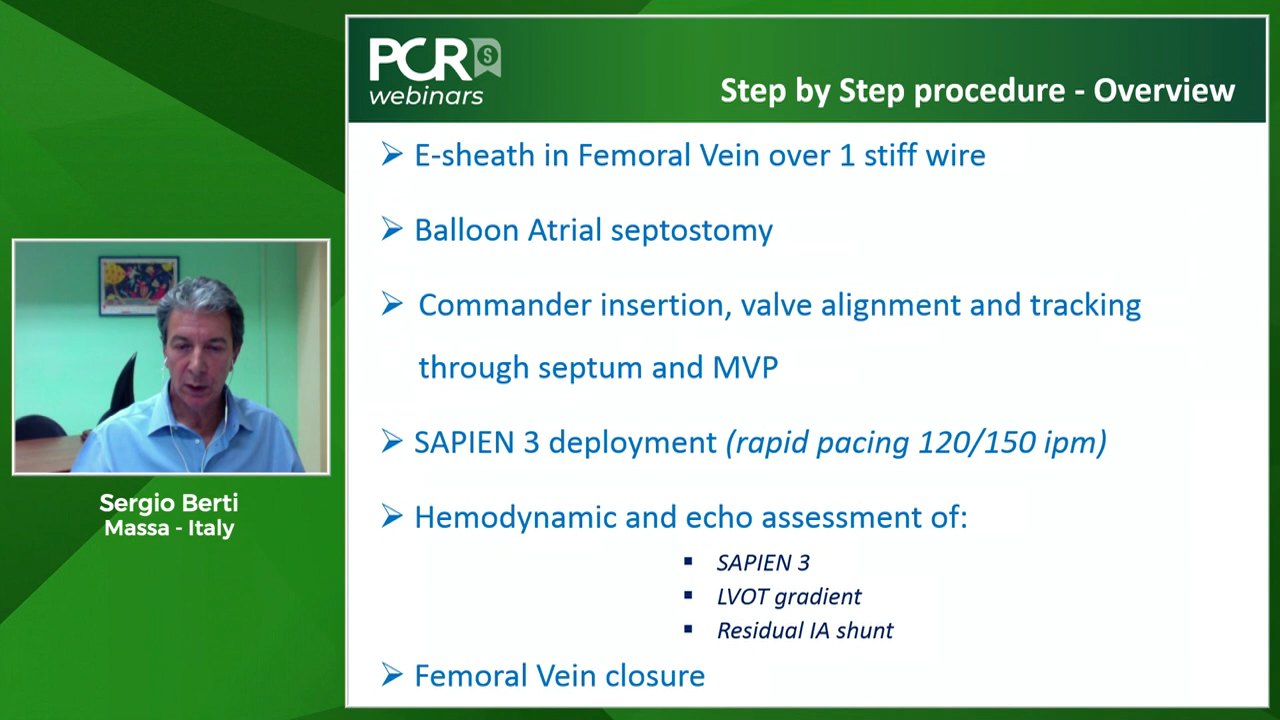 PCR S
webinars
Step by Step procedure - Overview
➢ E-sheath in Femoral Vein over 1 stiff wire
➢ Balloon Atrial septostomy
➢ Commander insertion, valve alignment and tracking
through septum and MVP
➢ SAPIEN 3 deployment (rapid pacing 120/150 ipm)
➢ Hemodynamic and echo assessment of:
▪ SAPIEN 3
▪ LVOT gradient
▪ Residual IA shunt
➢ Femoral Vein closure
Sergio Berti
Massa - Italy